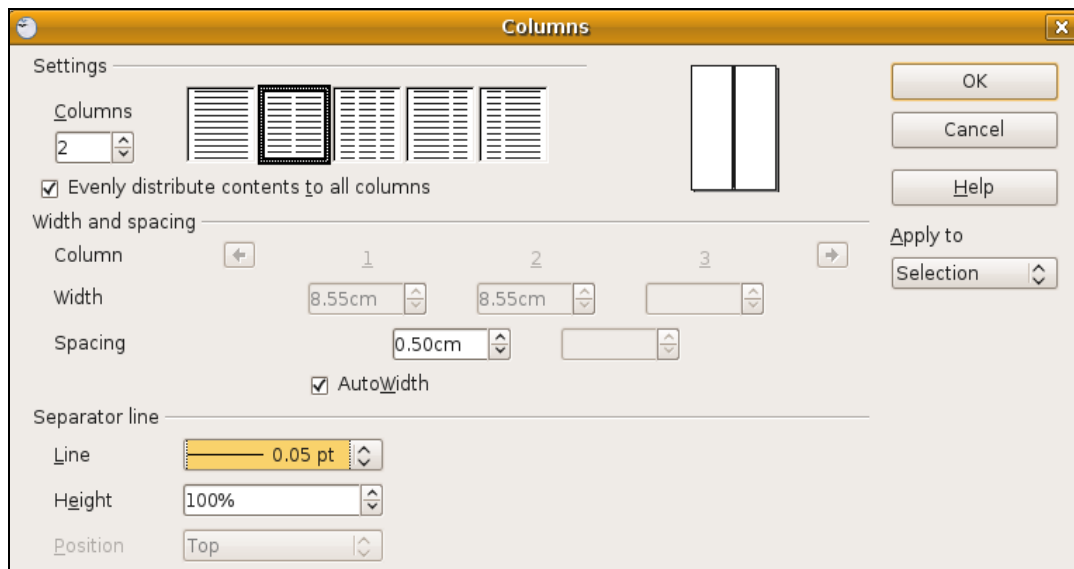 Columns
Settings
Columns
2
Evenly distribute contents to all columns
OK
Cancel
Help
Apply to
Selection
Width and spacing
Column 1 2 3
Width 8.55cm 8.55cm
Spacing 0.50cm
AutoWidth
Separator line
Line 0.05 pt
Height 100%
Position Top